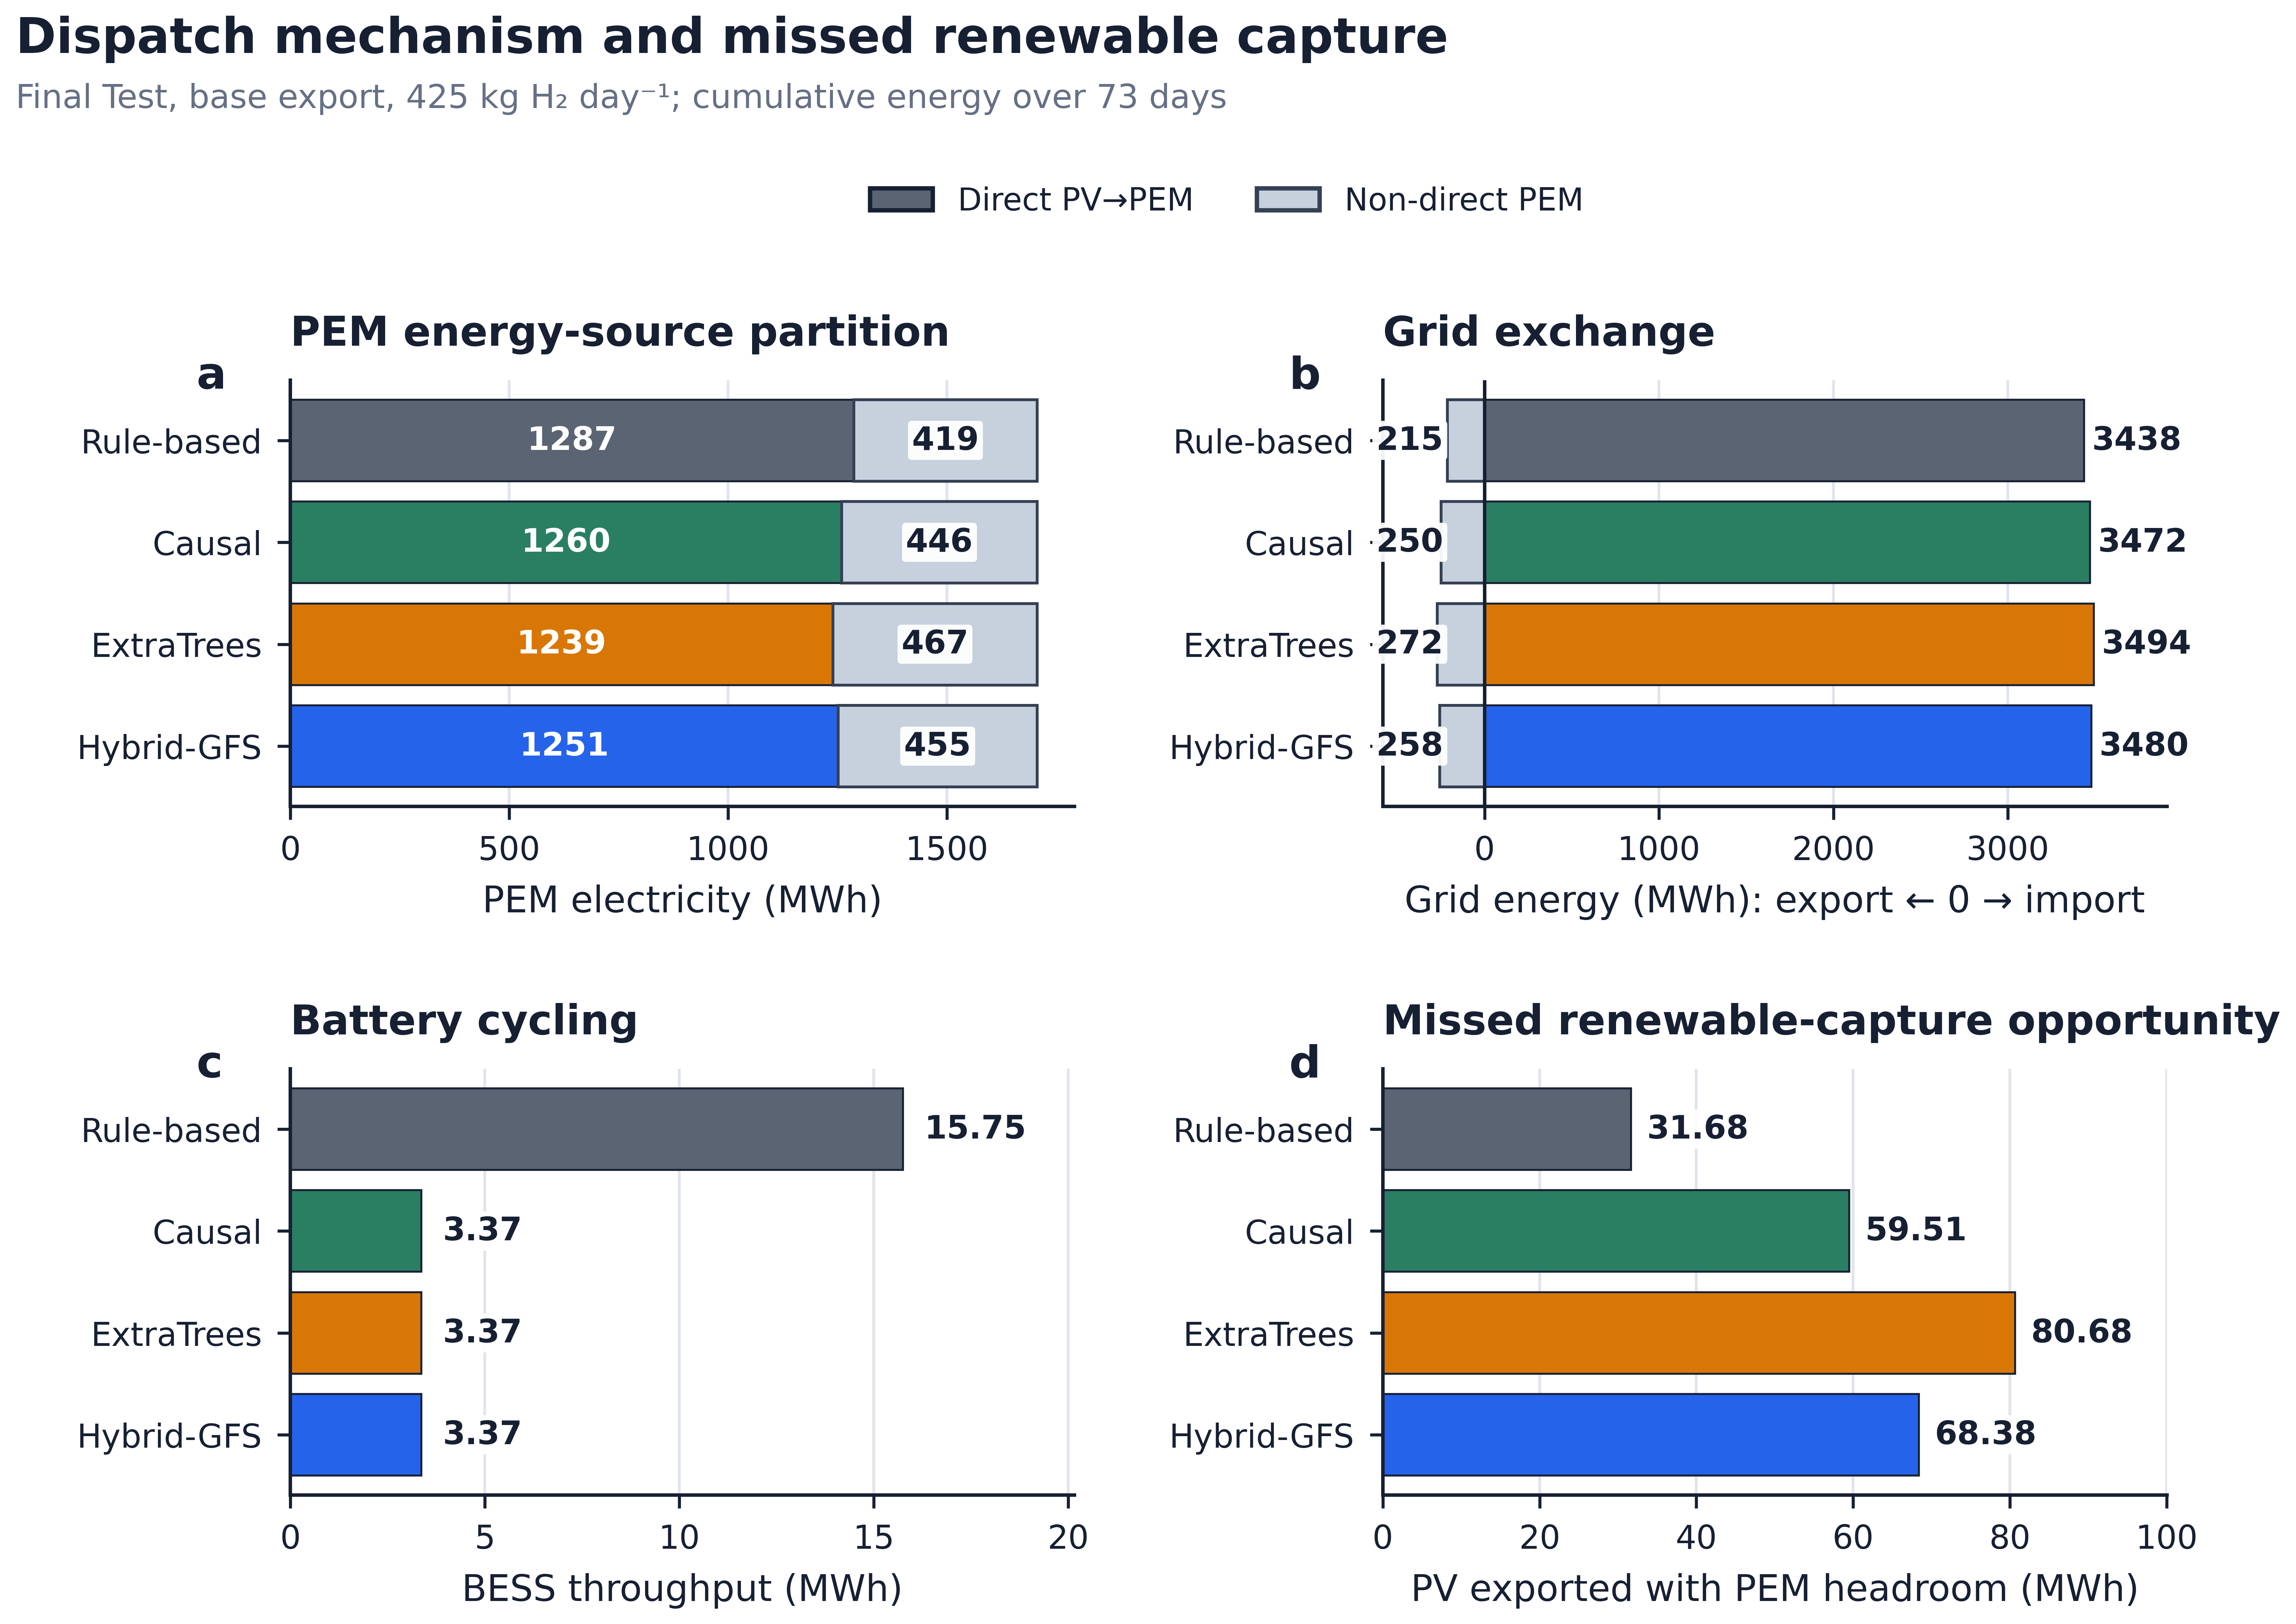 Dispatch mechanism and missed renewable capture
Final Test, base export, 425 kg H₂ day⁻¹; cumulative energy over 73 days
Direct PV→PEM
Non-direct PEM
PEM energy-source partition
a
Rule-based
1287
419
Causal
1260
446
ExtraTrees
1239
467
Hybrid-GFS
1251
455
0
500
1000
1500
PEM electricity (MWh)
Grid exchange
b
Rule-based
215
3438
Causal
250
3472
ExtraTrees
272
3494
Hybrid-GFS
258
3480
0
1000
2000
3000
Grid energy (MWh): export ← 0 → import
Battery cycling
c
Rule-based
15.75
Causal
3.37
ExtraTrees
3.37
Hybrid-GFS
3.37
0
5
10
15
20
BESS throughput (MWh)
Missed renewable-capture opportunity
d
Rule-based
31.68
Causal
59.51
ExtraTrees
80.68
Hybrid-GFS
68.38
0
20
40
60
80
100
PV exported with PEM headroom (MWh)